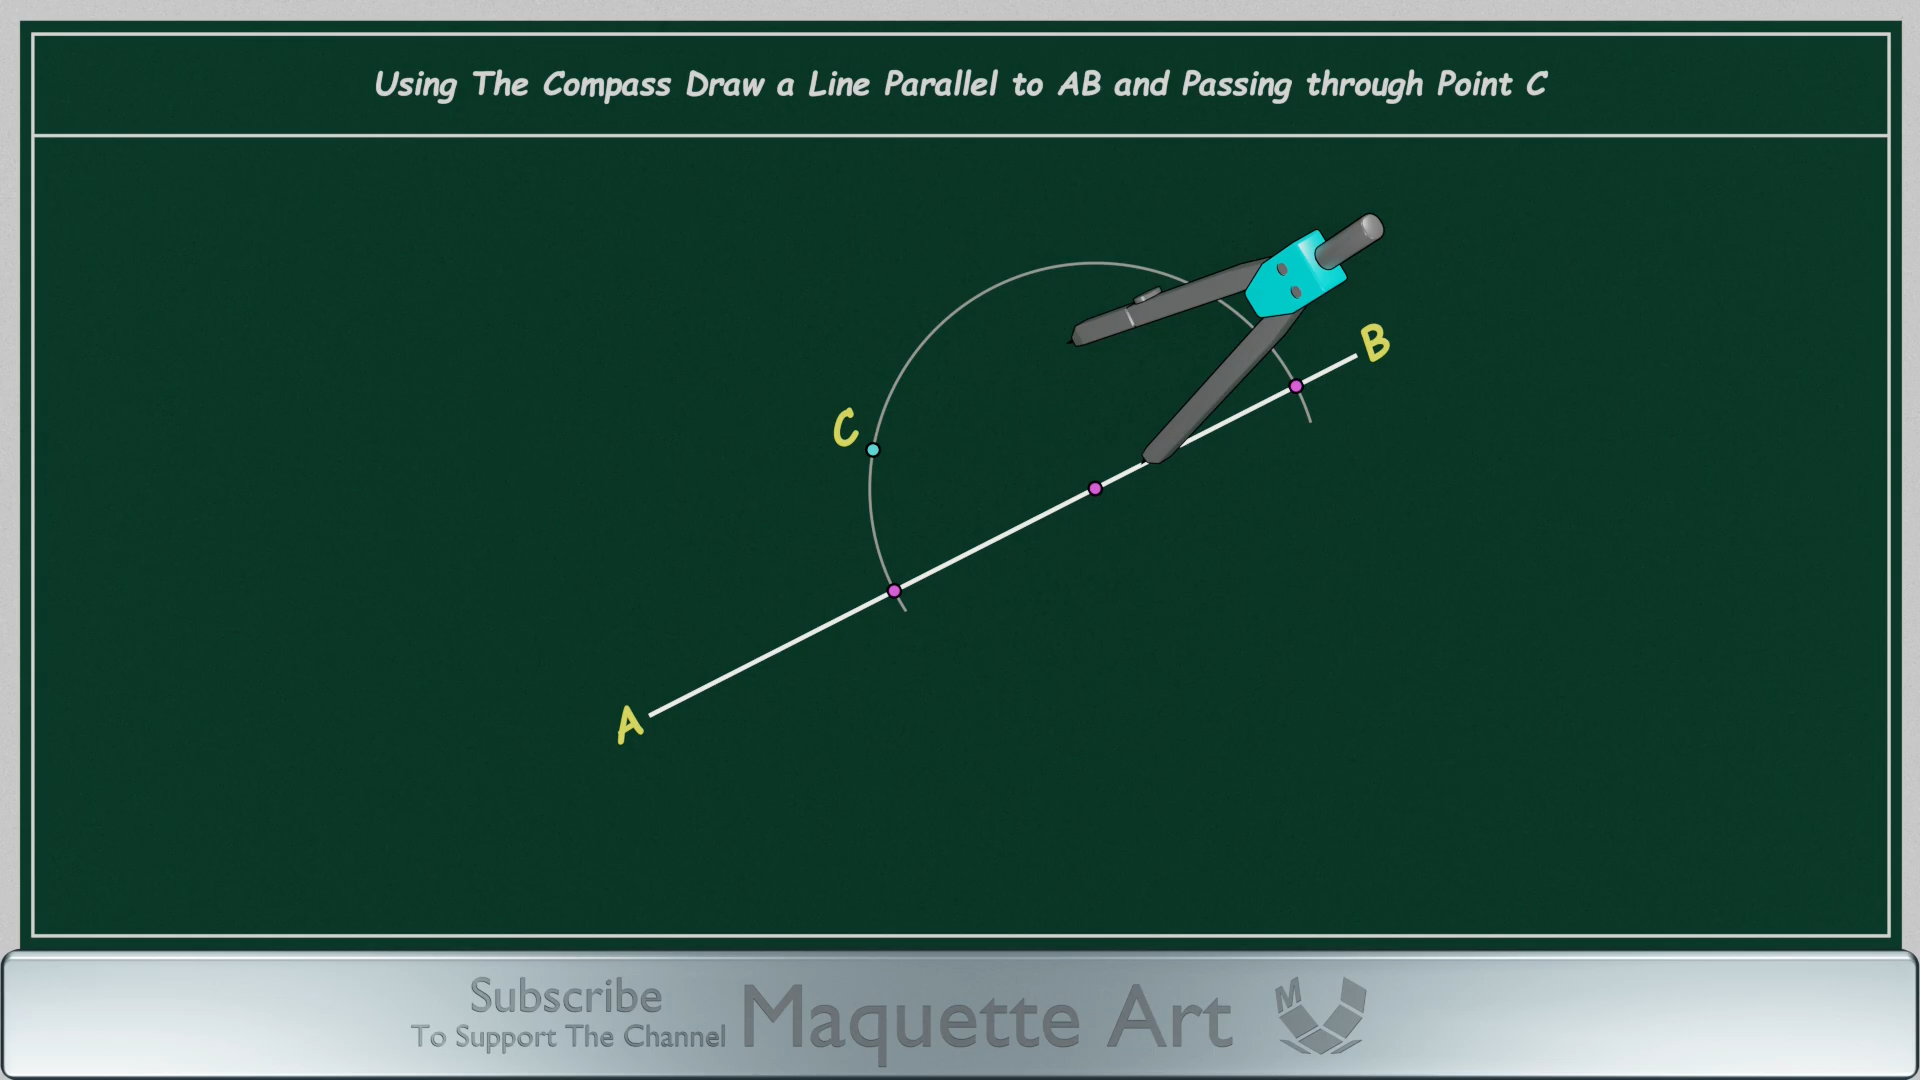 Using The Compass Draw a Line Parallel to AB and Passing through Point C
B
C
A
Subscribe
To Support The Channel
Maquette Art
M